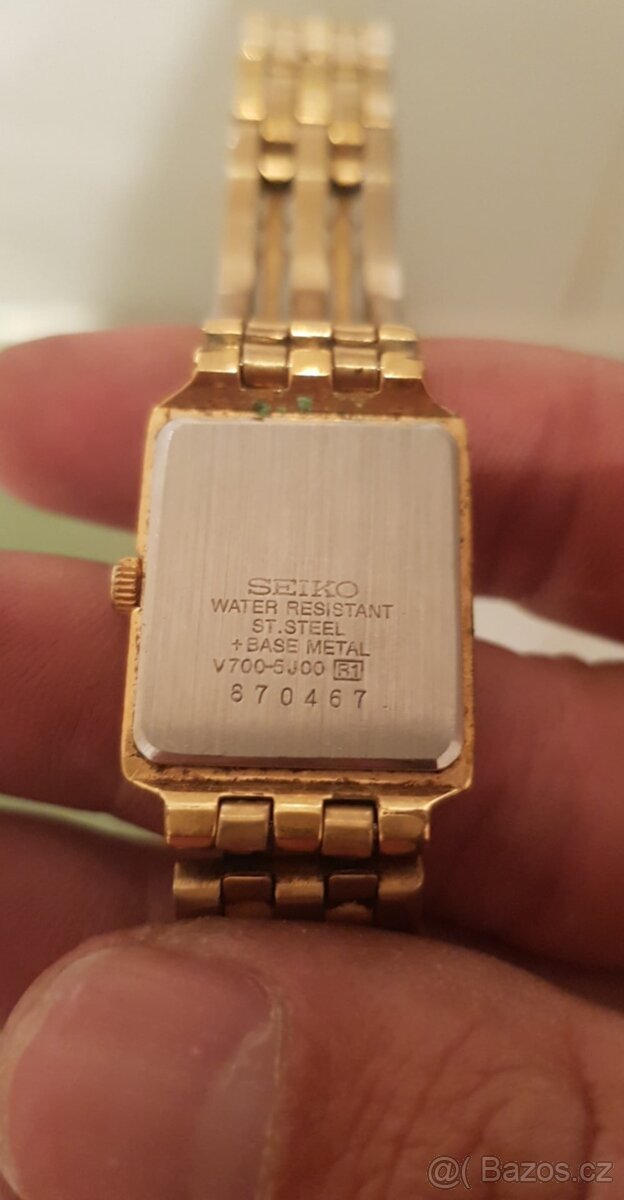 SEIKO
WATER RESISTANT
ST.STEEL
+BASE METAL
V700-5J00 R1
870467
@( Bazos.cz